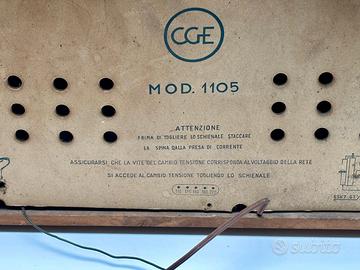 CGE
MOD. 1105
ATTENZIONE
PRIMA DI TOGLIERE LO SCHIENALE STACCARE
LA SPINA DALLA PRESA DI CORRENTE
ASSICURARSI, CHE LA VITE DEL CAMBIO TENSIONE CORRISPONDA AL VOLTAGGIO DELLA RETE
SI ACCEDE AL CAMBIO TENSIONE TOGLIENDO LO SCHIENALE
subito